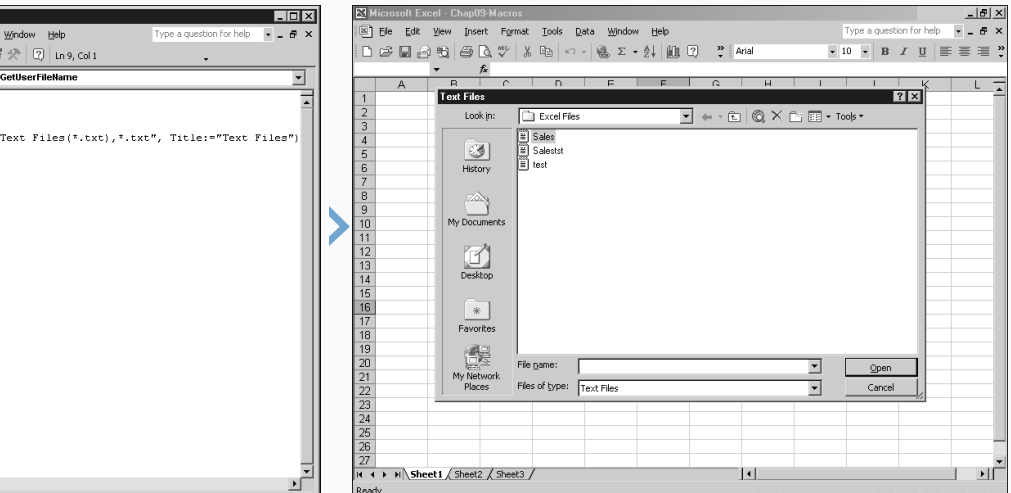 Window Help Type a question for help
Ln 9, Col 1
GetUserFileName
Text Files(*.txt),*.txt", Title:="Text Files")
Microsoft Excel - Chap09-Macros
File Edit View Insert Format Tools Data Window Help Type a question for help
Arial 10 B I U
fx
A B C D E F G H I J K L
Text Files
Look in: Excel Files Tools
Sales
Salestst
test
History
My Documents
Desktop
Favorites
My Network Places
File name: Open
Files of type: Text Files Cancel
1
2
3
4
5
6
7
8
9
10
11
12
13
14
15
16
17
18
19
20
21
22
23
24
25
26
27
Sheet1 Sheet2 Sheet3
Ready